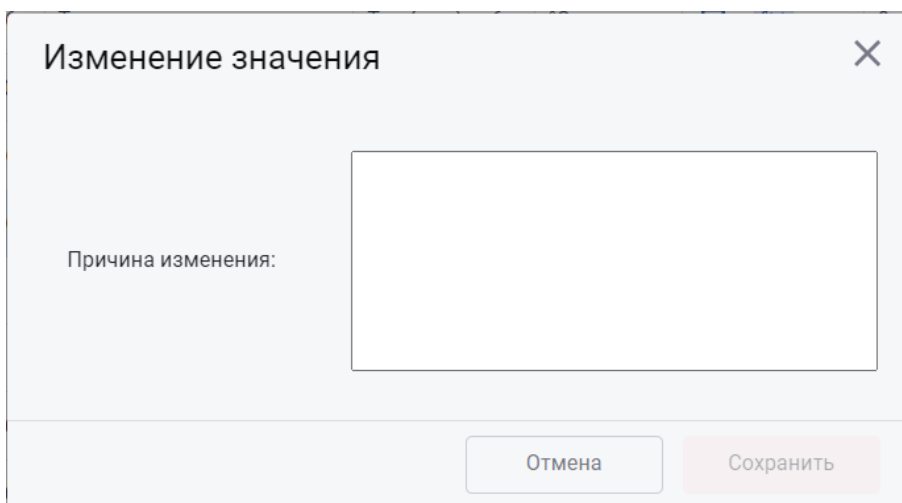 Изменение значения
Причина изменения:
Отмена
Сохранить